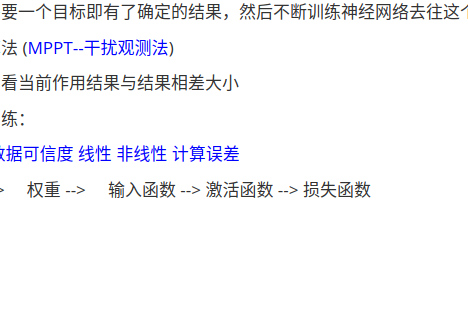 要一个目标即有了确定的结果，然后不断训练神经网络去往这个
法 (MPPT--干扰观测法)
看当前作用结果与结果相差大小
练：
数据可信度 线性 非线性 计算误差
> 权重 --> 输入函数 --> 激活函数 --> 损失函数